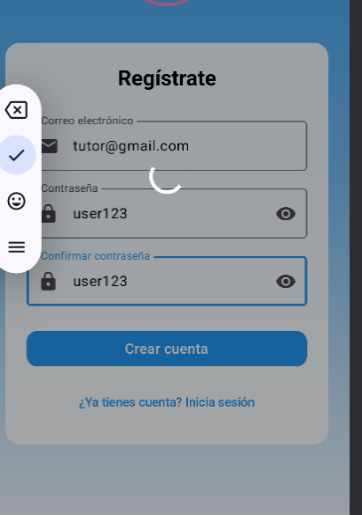 Regístrate
Correo electrónico
tutor@gmail.com
Contraseña
user123
Confirmar contraseña
user123
Crear cuenta
¿Ya tienes cuenta? Inicia sesión